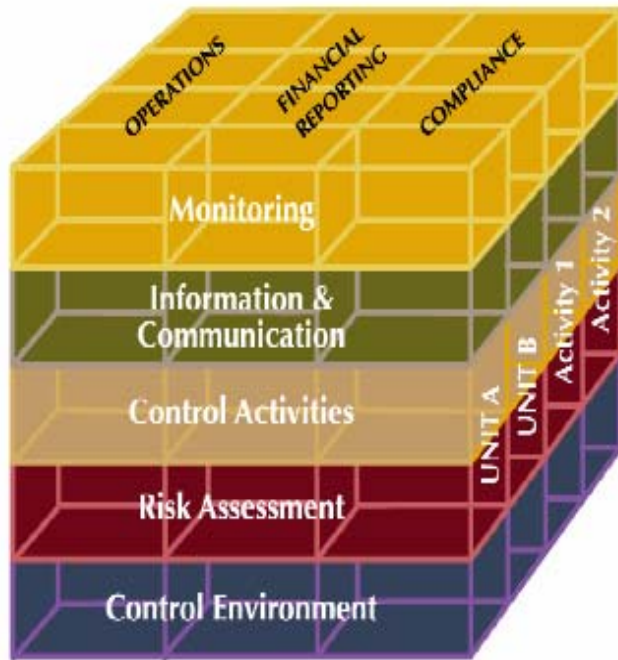 OPERATIONS
FINANCIAL
REPORTING
COMPLIANCE
Monitoring
Information &
Communication
Control Activities
Risk Assessment
Control Environment
UNIT A
UNIT B
Activity 1
Activity 2